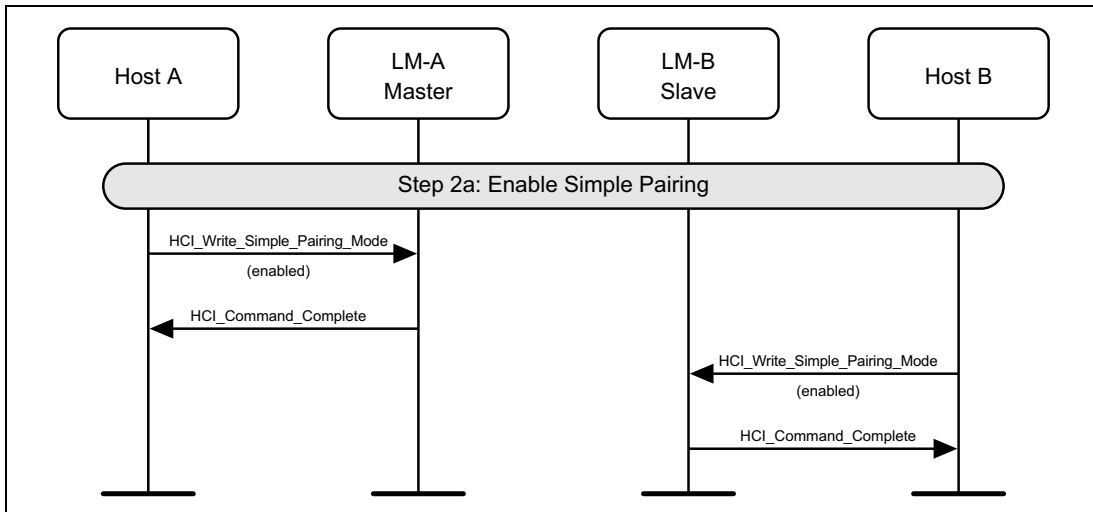 Host A
LM-A
Master
LM-B
Slave
Host B
Step 2a: Enable Simple Pairing
HCI_Write_Simple_Pairing_Mode
(enabled)
HCI_Command_Complete
HCI_Write_Simple_Pairing_Mode
(enabled)
HCI_Command_Complete